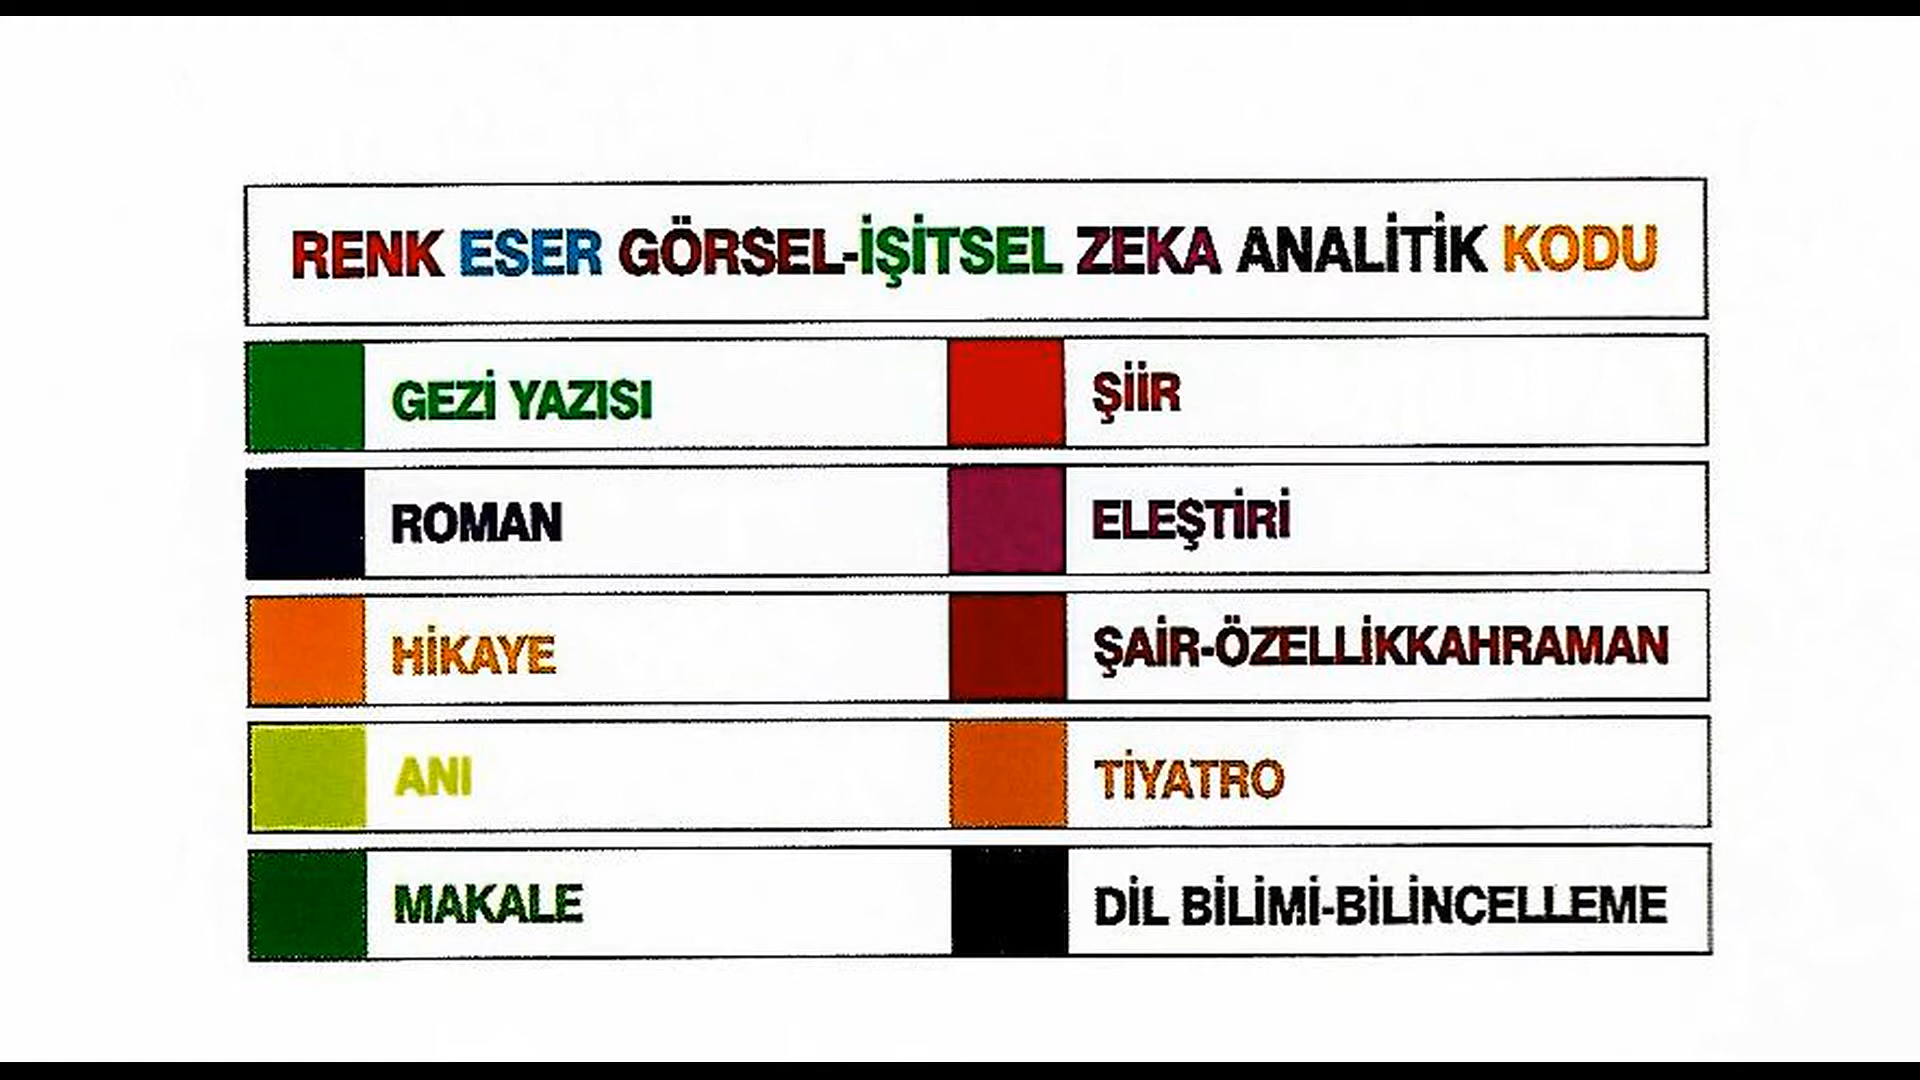 RENK ESER GÖRSEL-İŞİTSEL ZEKA ANALİTİK KODU
GEZİ YAZISI
ŞİİR
ROMAN
ELEŞTİRİ
HİKAYE
ŞAİR-ÖZELLİKKAHRAMAN
ANI
TİYATRO
MAKALE
DİL BİLİMİ-BİLİNCELLEME